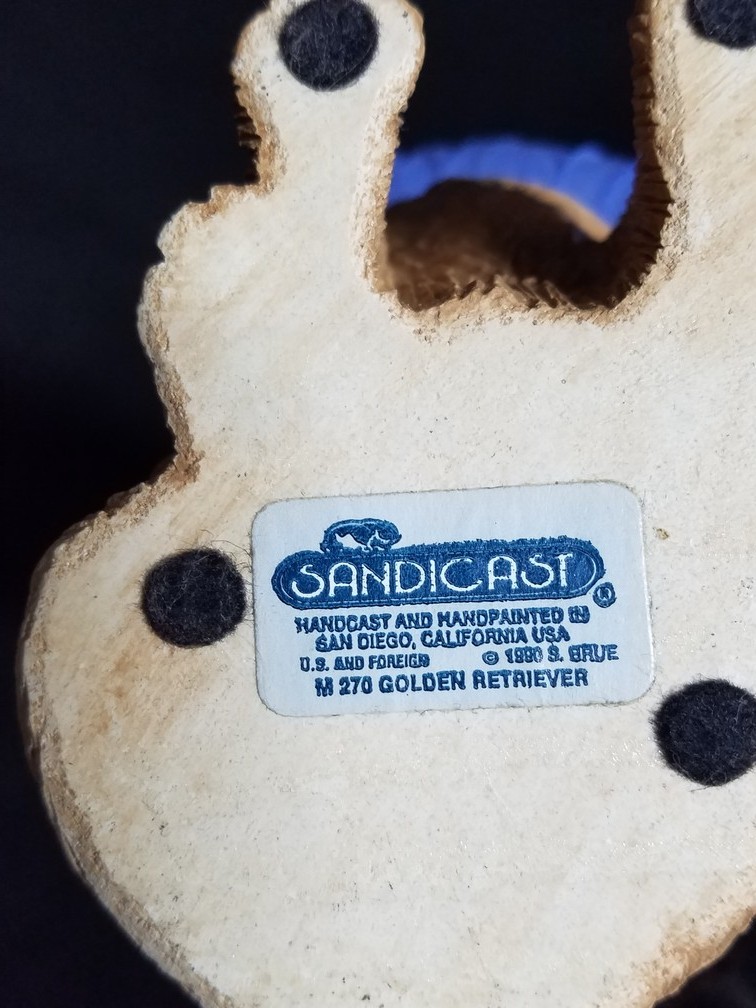 SANDICAST ®
HANDCAST AND HANDPAINTED IN
SAN DIEGO, CALIFORNIA USA
U.S. AND FOREIGN © 1990 S. BRUE
M 270 GOLDEN RETRIEVER